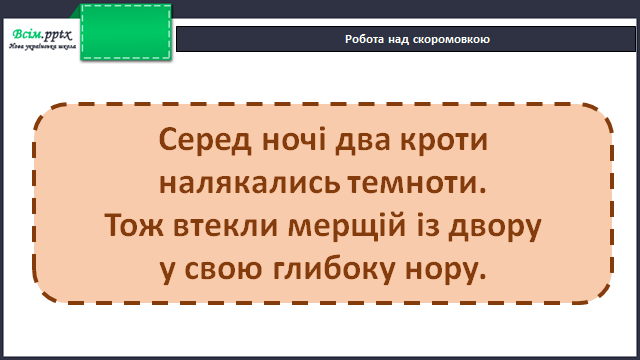 Всім.pptx
Нова українська школа
Робота над скоромовкою
Серед ночі два кроти
налякались темноти.
Тож втекли мерщій із двору
у свою глибоку нору.